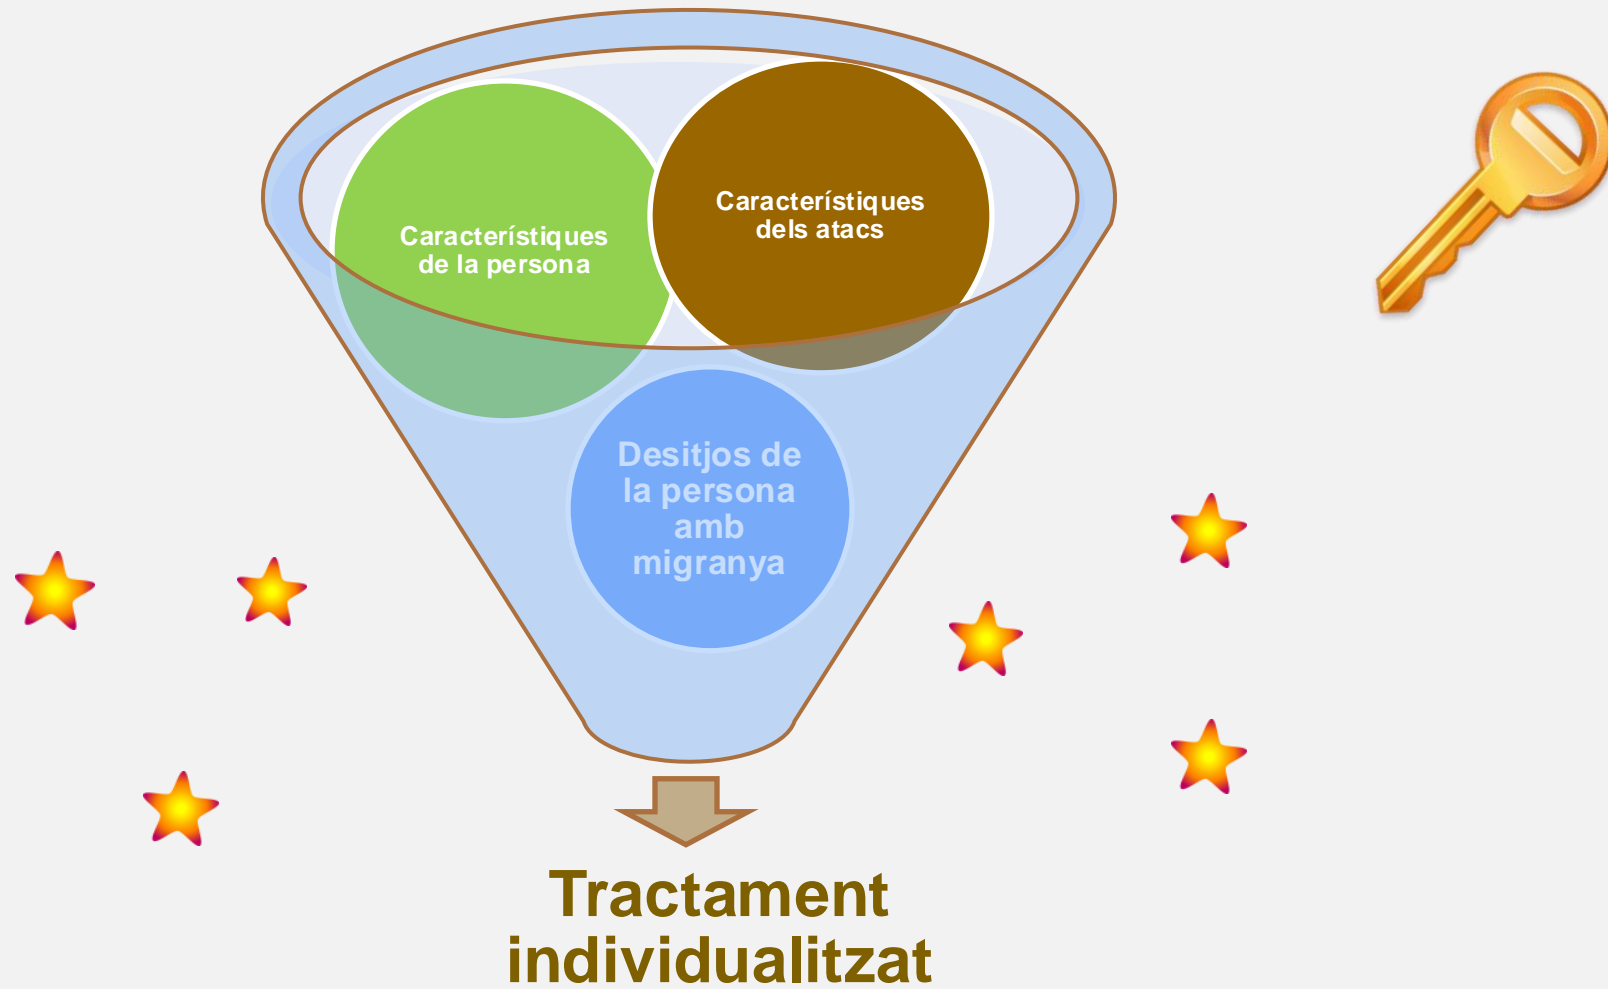 Característiques
de la persona
Característiques
dels atacs
Desitjos de
la persona
amb
migranya
Tractament
individualitzat